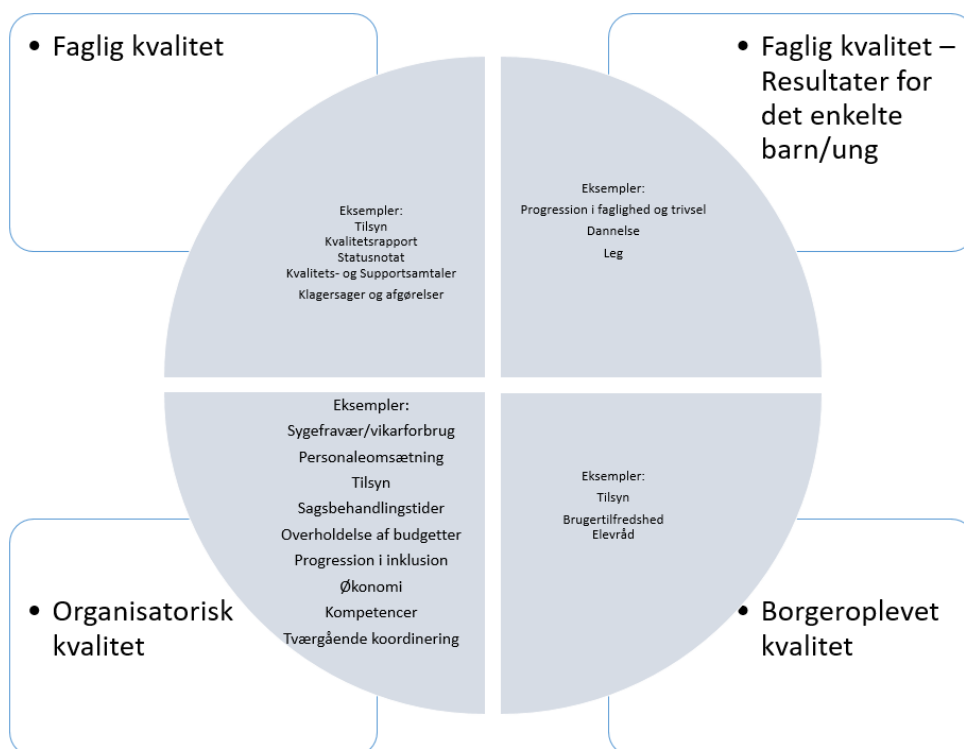 • Faglig kvalitet
Eksempler:
Tilsyn
Kvalitetsrapport
Statusnotat
Kvalitets- og Supportsamtaler
Klagersager og afgørelser
• Faglig kvalitet –
Resultater for
det enkelte
barn/ung
Eksempler:
Progression i faglighed og trivsel
Dannelse
Leg
Eksempler:
Sygefravær/vikarforbrug
Personaleomsætning
Tilsyn
Sagsbehandlingstider
Overholdelse af budgetter
Progression i inklusion
Økonomi
Kompetencer
Tværgående koordinering
• Organisatorisk
kvalitet
Eksempler:
Tilsyn
Brugertilfredshed
Elevråd
• Borgeroplevet
kvalitet